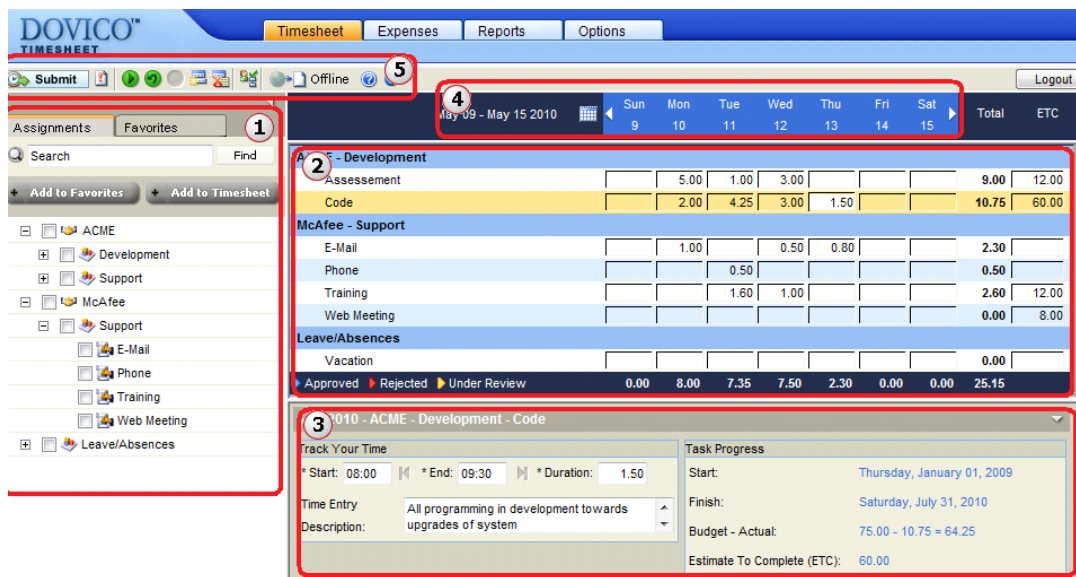 DOVICO™
TIMESHEET
Timesheet Expenses Reports Options
Submit Offline 5 Logout
1
Assignments Favorites
Search Find
+ Add to Favorites + Add to Timesheet
ACME
Development
Support
McAfee
Support
E-Mail
Phone
Training
Web Meeting
Leave/Absences
4
May 09 - May 15 2010 Sun Mon Tue Wed Thu Fri Sat Total ETC
9 10 11 12 13 14 15
2
- Development
Assessement 5.00 1.00 3.00 9.00 12.00
Code 2.00 4.25 3.00 1.50 10.75 60.00
McAfee - Support
E-Mail 1.00 0.50 0.80 2.30
Phone 0.50 0.50
Training 1.60 1.00 2.60 12.00
Web Meeting 0.00 8.00
Leave/Absences
Vacation 0.00
Approved Rejected Under Review 0.00 8.00 7.35 7.50 2.30 0.00 0.00 25.15
3
2010 - ACME - Development - Code
Track Your Time
* Start: 08:00 * End: 09:30 * Duration: 1.50
Time Entry
Description:
All programming in development towards
upgrades of system
Task Progress
Start: Thursday, January 01, 2009
Finish: Saturday, July 31, 2010
Budget - Actual: 75.00 - 10.75 = 64.25
Estimate To Complete (ETC): 60.00